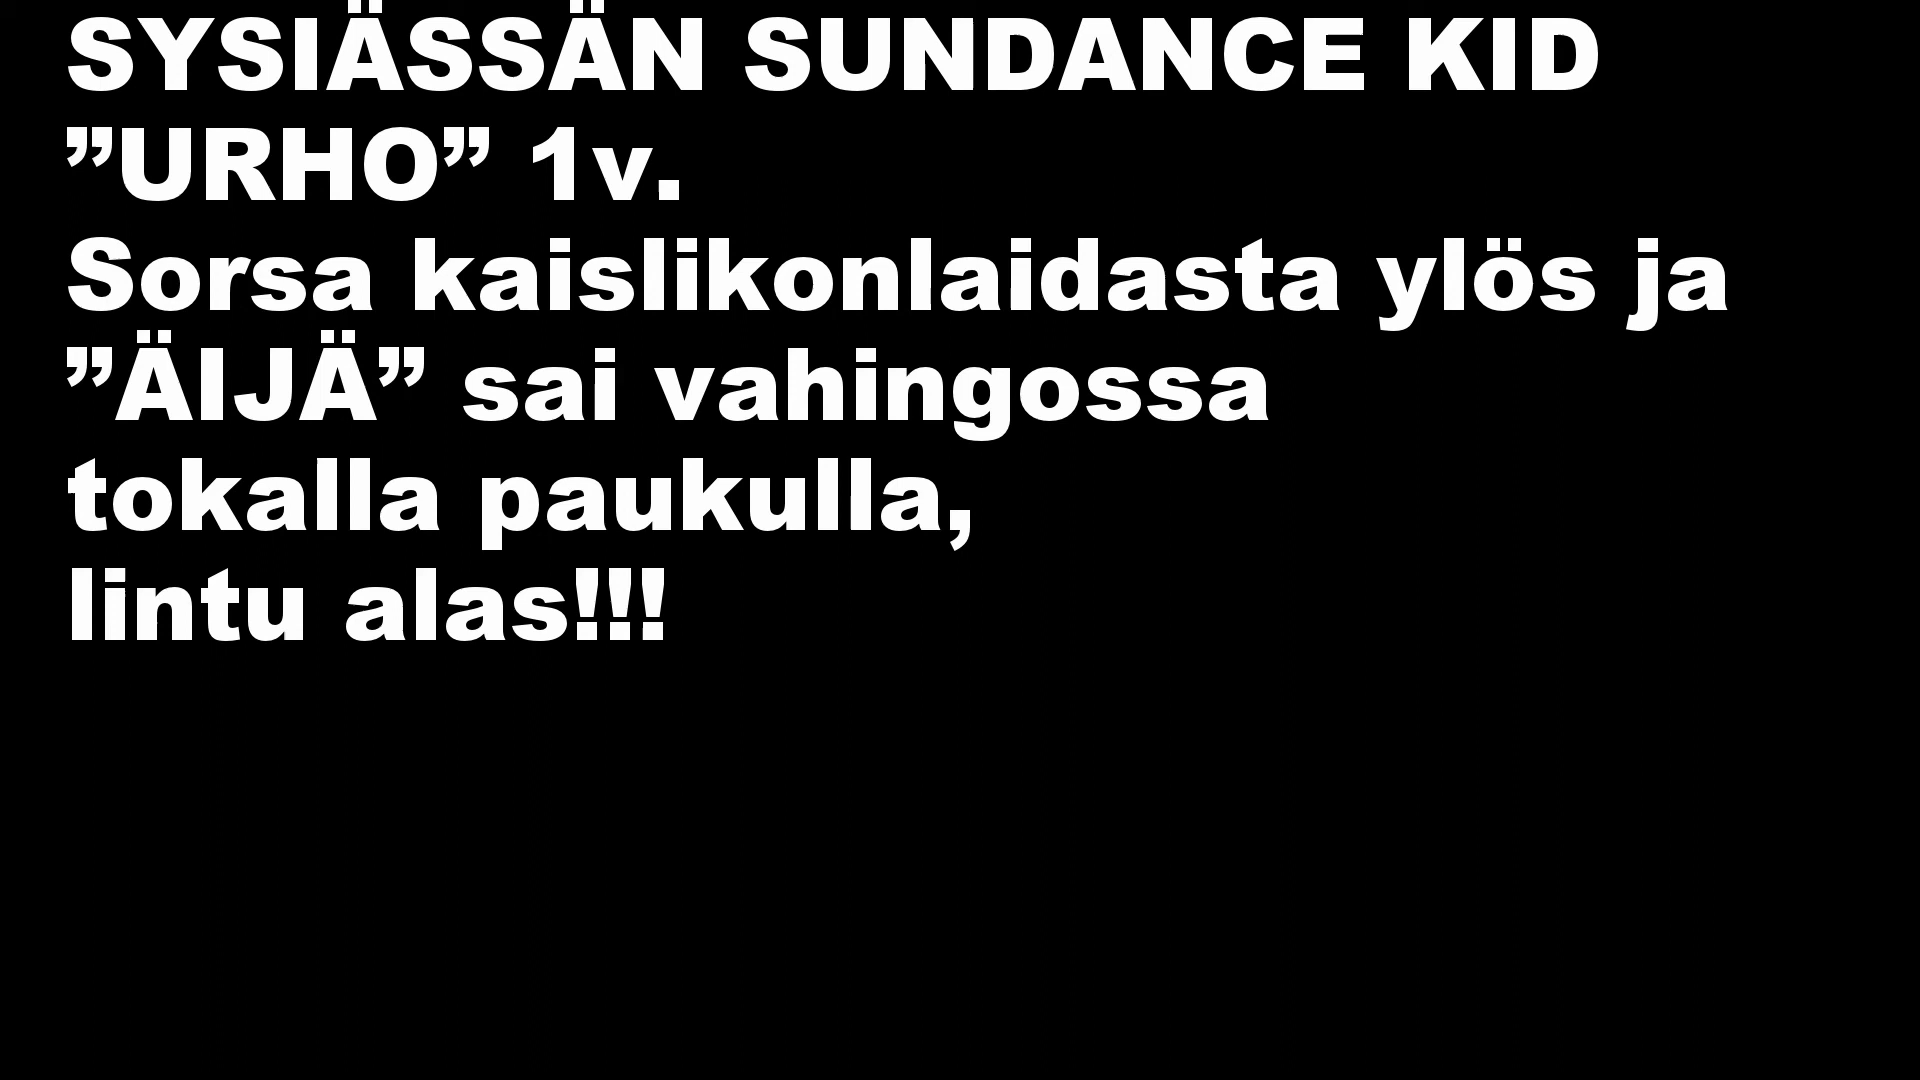 SYSIÄSSÄN SUNDANCE KID
”URHO” 1v.
Sorsa kaislikonlaidasta ylös ja
”ÄIJÄ” sai vahingossa
tokalla paukulla,
lintu alas!!!